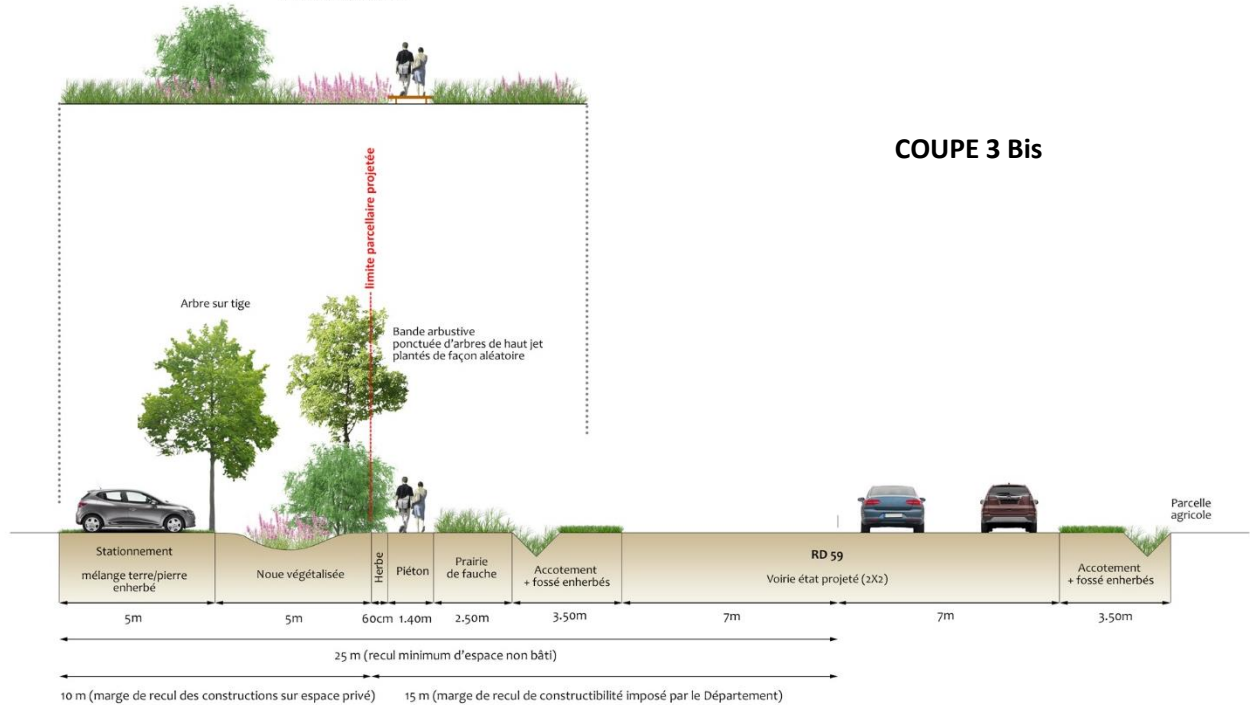 COUPE 3 Bis
limite parcellaire projetée
Arbre sur tige
Bande arbustive
ponctuée d'arbres de haut jet
plantés de façon aléatoire
Parcelle
agricole
Stationnement
mélange terre/pierre
enherbé
Noue végétalisée
Herbe
Piéton
Prairie
de fauche
Accotement
+ fossé enherbés
RD 59
Voirie état projeté (2X2)
Accotement
+ fossé enherbés
5m
5m
60cm
1.40m
2.50m
3.50m
7m
7m
3.50m
25 m (recul minimum d'espace non bâti)
10 m (marge de recul des constructions sur espace privé)
15 m (marge de recul de constructibilité imposé par le Département)